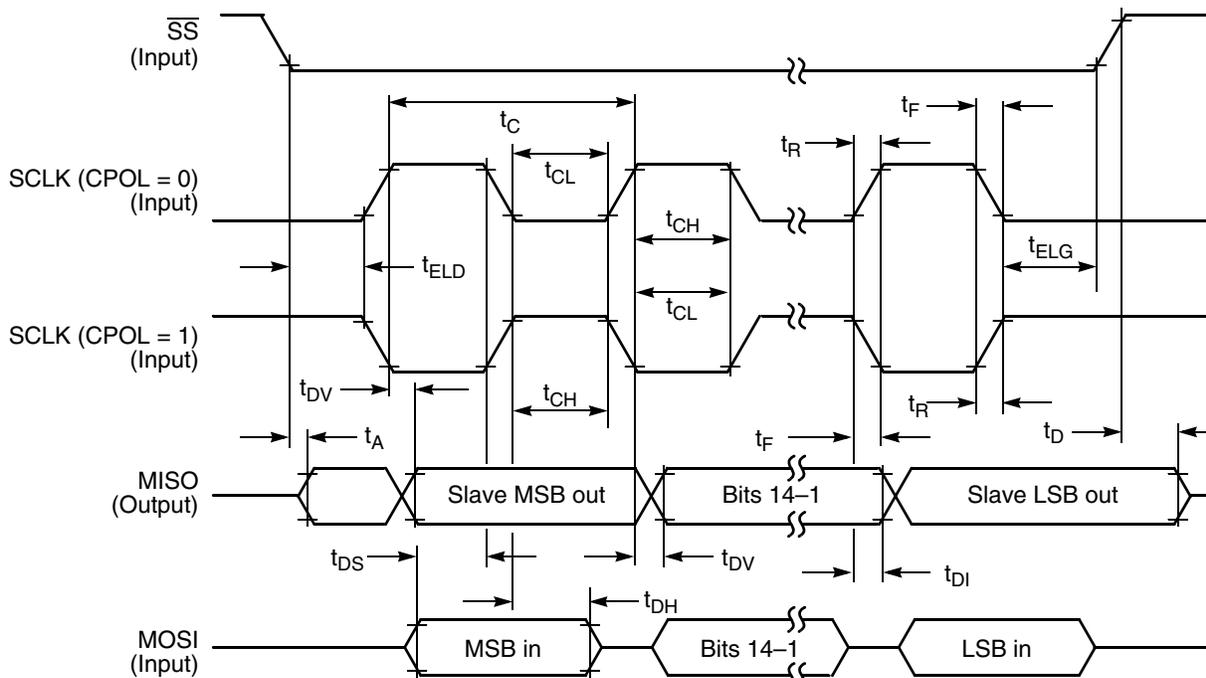 SS
(Input)
tC
tF
tR
SCLK (CPOL = 0)
(Input)
tCL
tCH
tELD
tELG
tCL
SCLK (CPOL = 1)
(Input)
tDV
tCH
tR
tA
tF
tD
MISO
(Output)
Slave MSB out
Bits 14–1
Slave LSB out
tDS
tDV
tDI
tDH
MOSI
(Input)
MSB in
Bits 14–1
LSB in